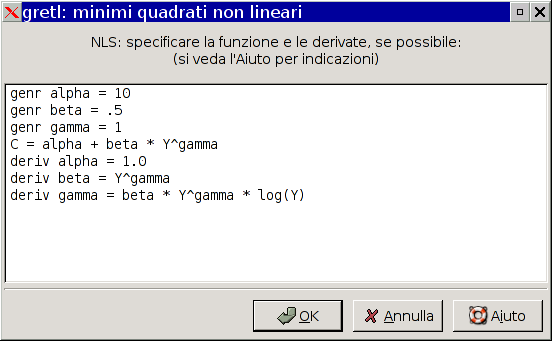 gretl: minimi quadrati non lineari
NLS: specificare la funzione e le derivate, se possibile:
(si veda l'Aiuto per indicazioni)
genr alpha = 10
genr beta = .5
genr gamma = 1
C = alpha + beta * Y^gamma
deriv alpha = 1.0
deriv beta = Y^gamma
deriv gamma = beta * Y^gamma * log(Y)
OK Annulla Aiuto